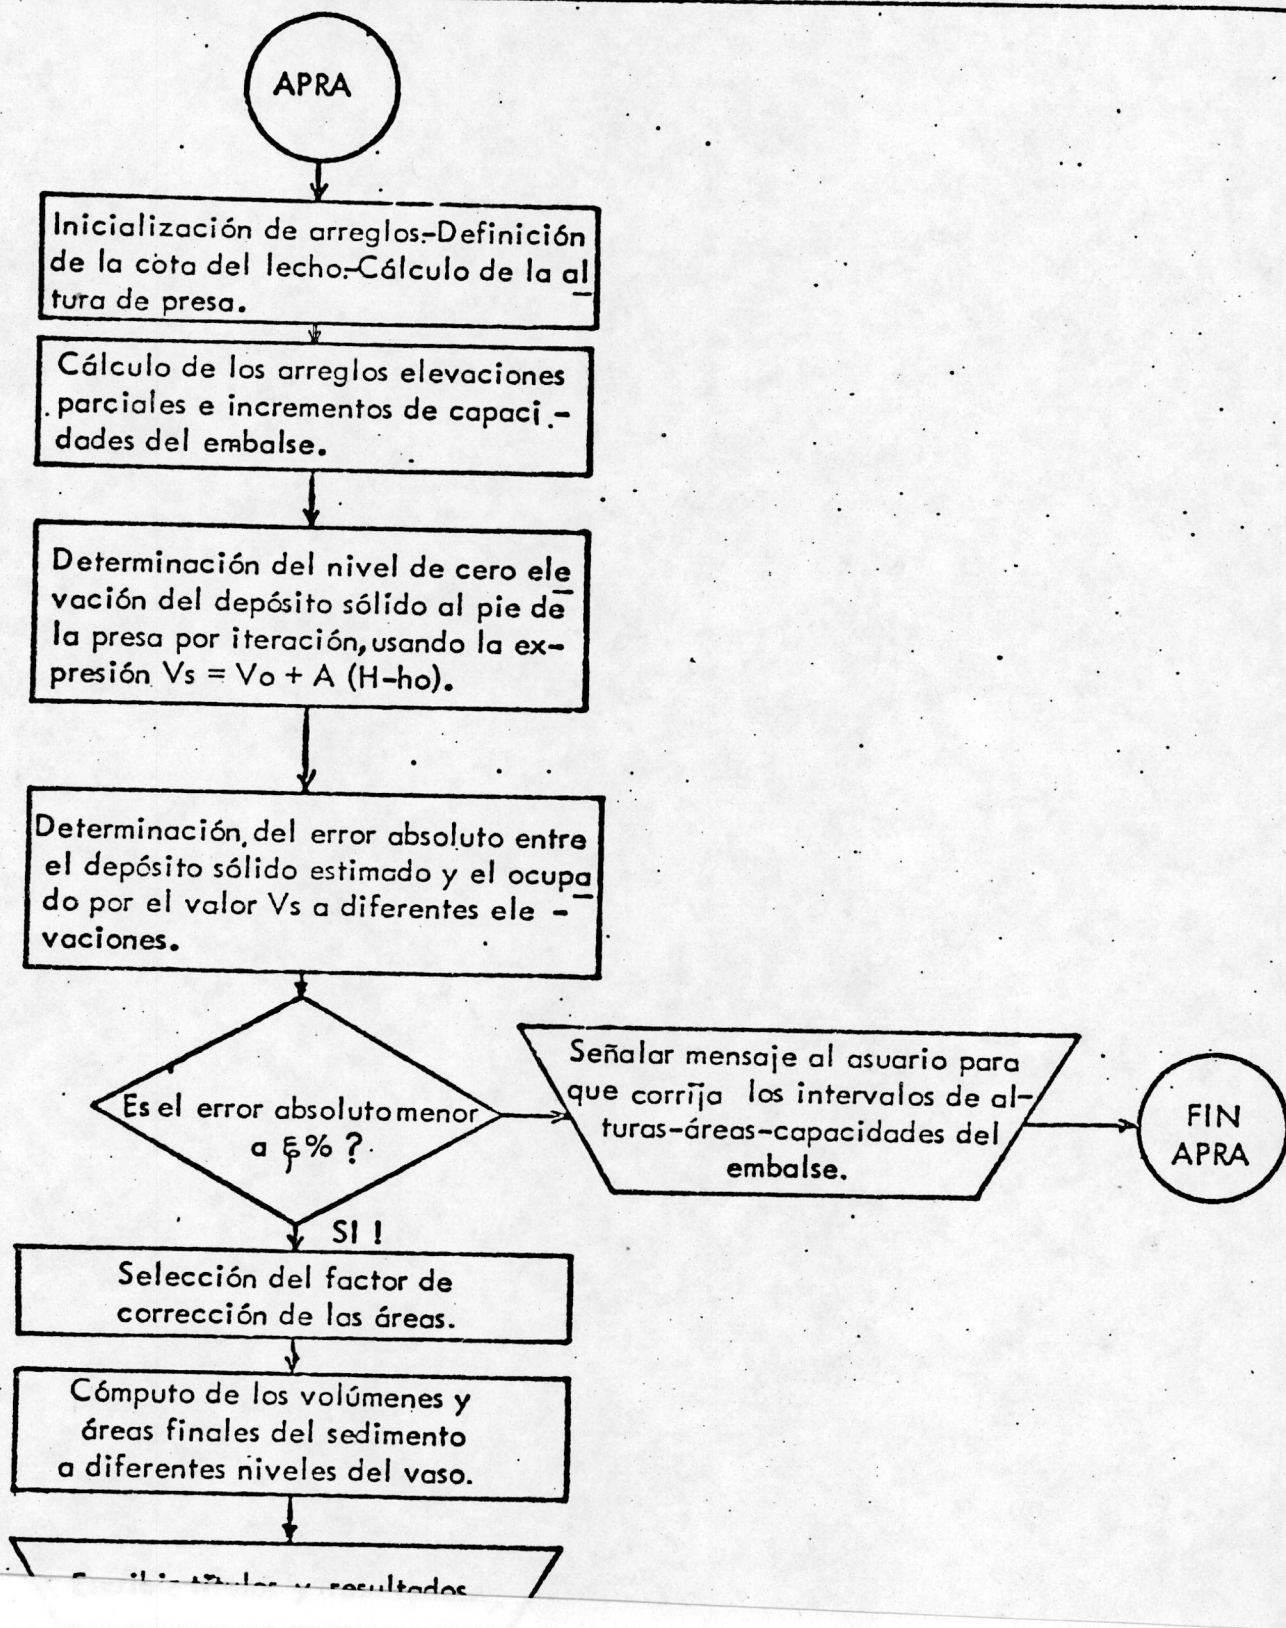 APRA
Inicialización de arreglos.-Definición
de la cota del lecho.-Cálculo de la al
tura de presa.
Cálculo de los arreglos elevaciones
parciales e incrementos de capaci-
dades del embalse.
Determinación del nivel de cero ele
vación del depósito sólido al pie de
la presa por iteración, usando la ex-
presión Vs = Vo + A (H-ho).
Determinación del error absoluto entre
el depósito sólido estimado y el ocupa
do por el valor Vs a diferentes ele -
vaciones.
Es el error absoluto menor
a ξ% ?
Señalar mensaje al asuario para
que corrija los intervalos de al-
turas-áreas-capacidades del
embalse.
FIN
APRA
SI !
Selección del factor de
corrección de las áreas.
Cómputo de los volúmenes y
áreas finales del sedimento
a diferentes niveles del vaso.
y resultados